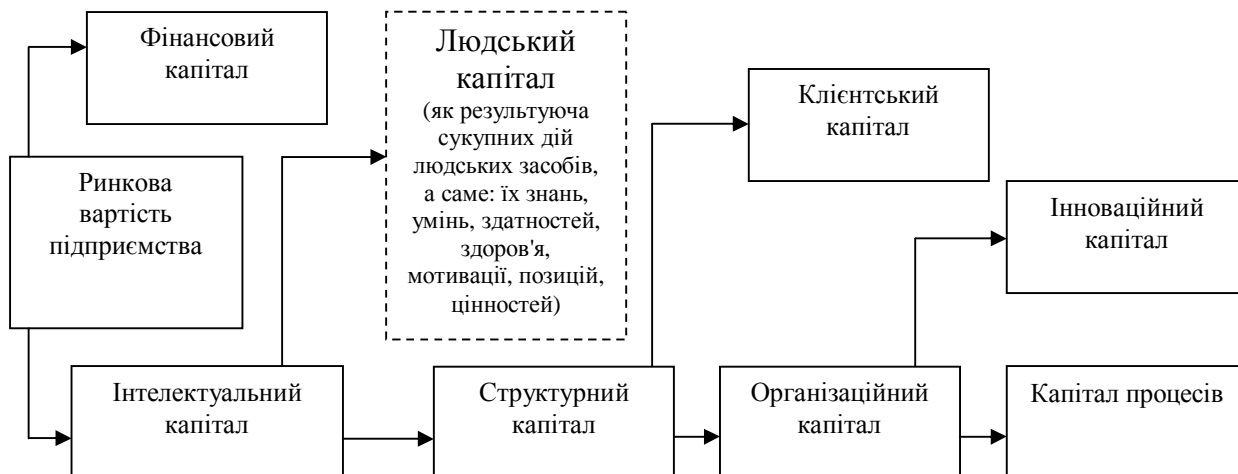 Фінансовий
капітал
Людський
капітал
(як результуюча
сукупних дій
людських засобів,
а саме: їх знань,
умінь, здатностей,
здоров'я,
мотивації, позицій,
цінностей)
Клієнтський
капітал
Ринкова
вартість
підприємства
Інноваційний
капітал
Інтелектуальний
капітал
Структурний
капітал
Організаційний
капітал
Капітал процесів